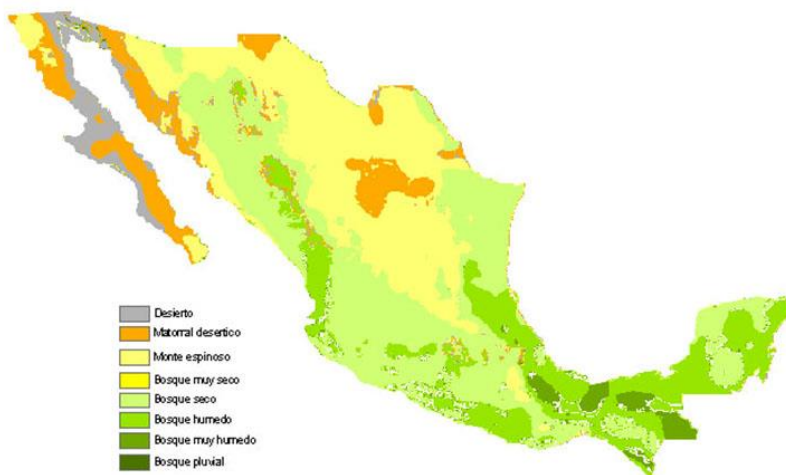 Desierto
Matorral desertico
Monte espinoso
Bosque muy seco
Bosque seco
Bosque humedo
Bosque muy humedo
Bosque pluvial